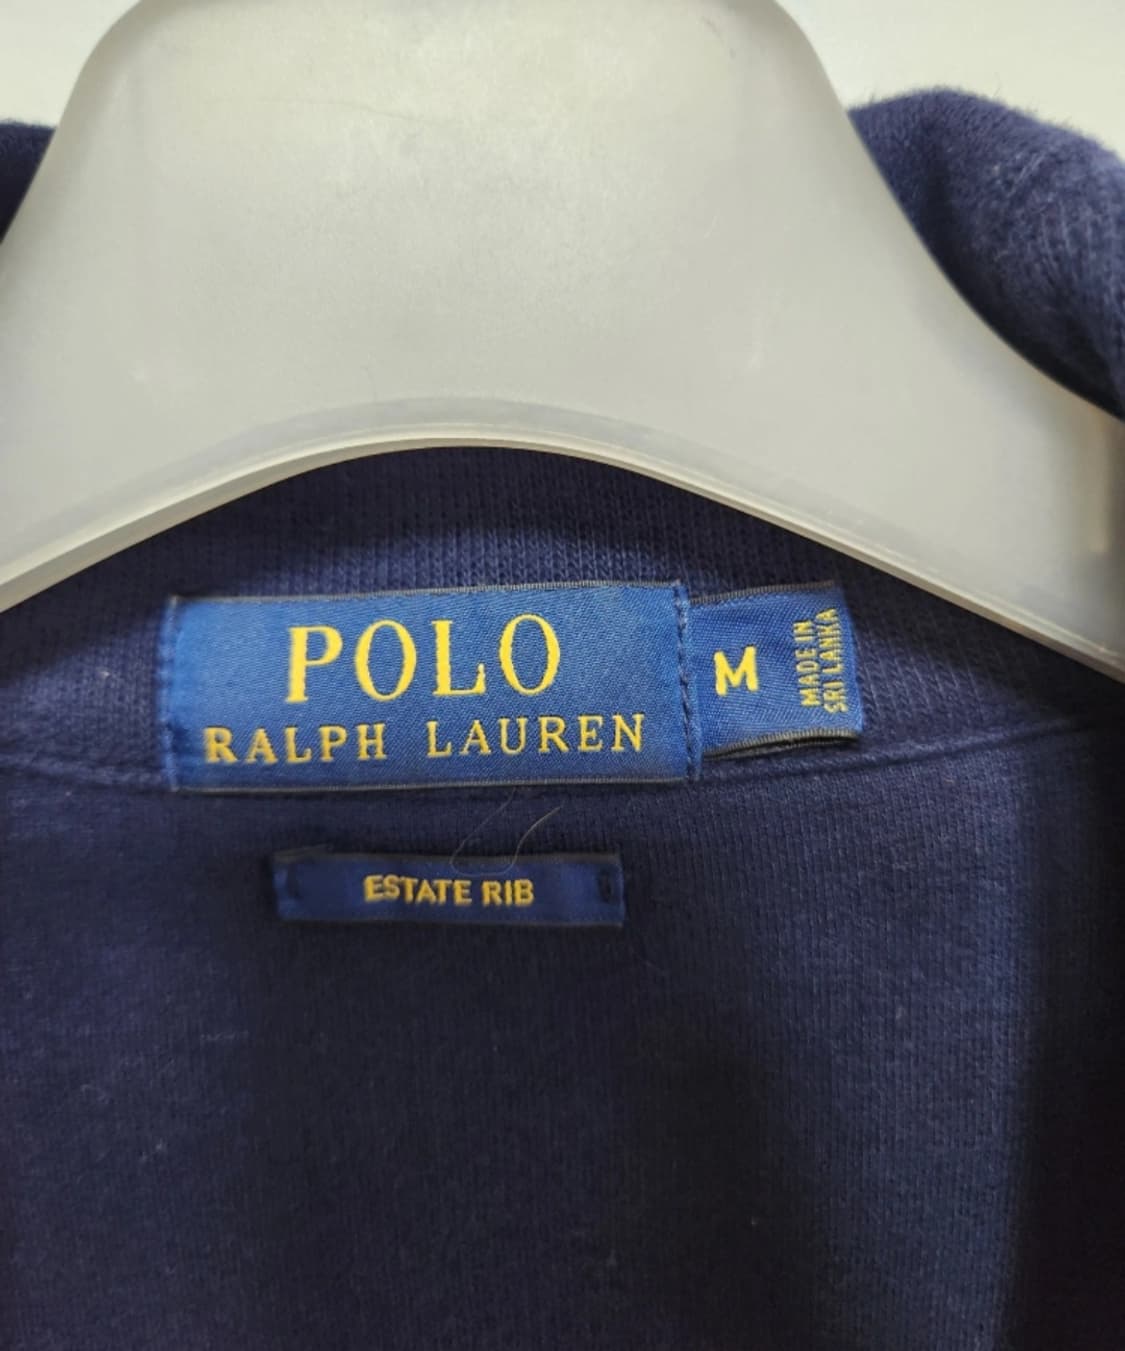 POLO
RALPH LAUREN
M
MADE IN
SRI LANKA
ESTATE RIB